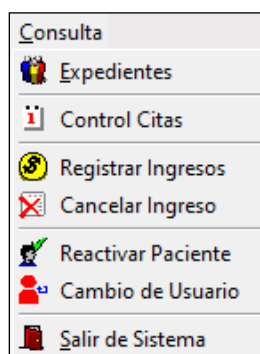 Consulta
Expedientes
Control Citas
Registrar Ingresos
Cancelar Ingreso
Reactivar Paciente
Cambio de Usuario
Salir de Sistema